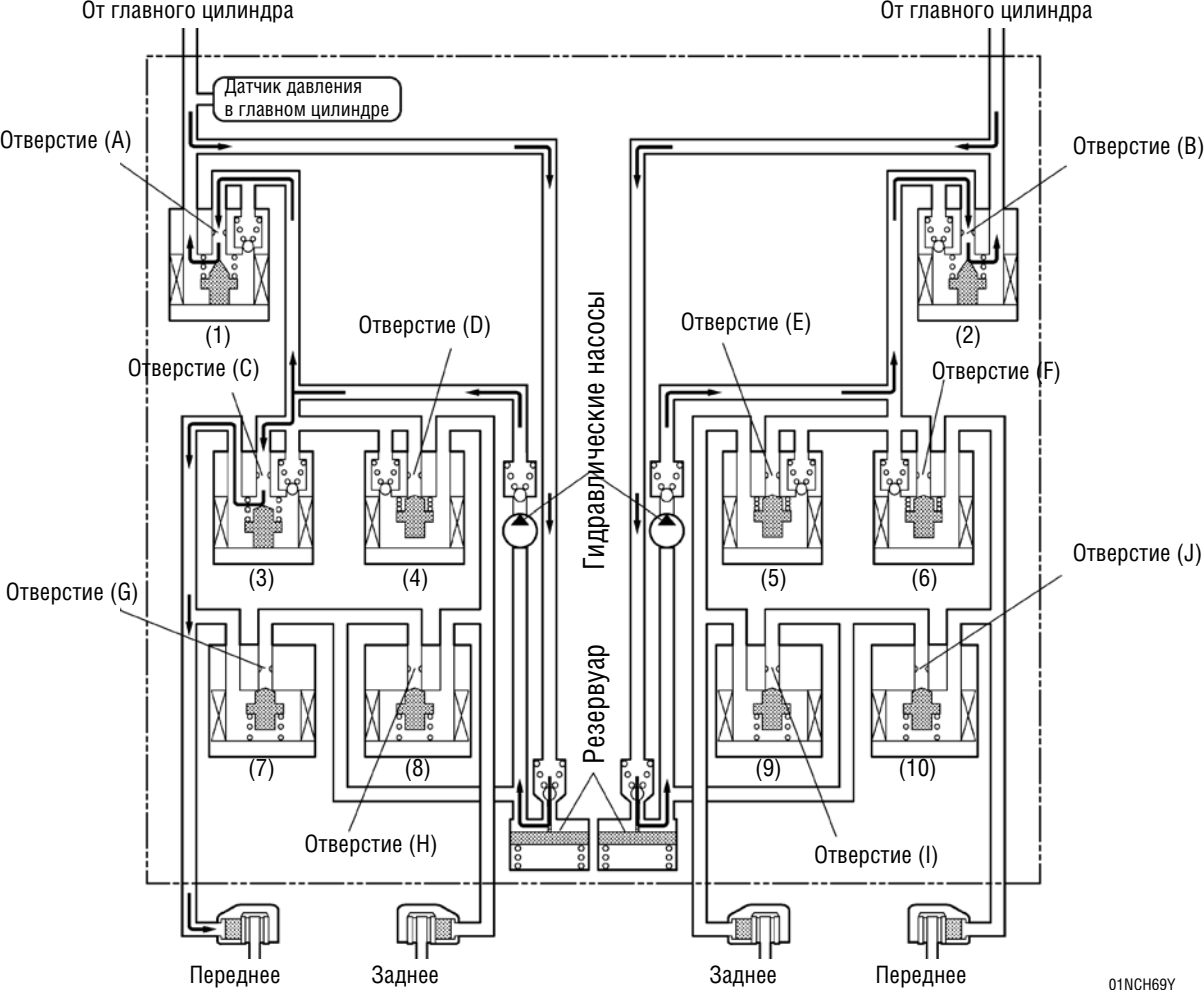 От главного цилиндра
От главного цилиндра
Датчик давления
в главном цилиндре
Отверстие (A)
Отверстие (B)
(1)
(2)
Отверстие (D)
Отверстие (E)
Отверстие (C)
Отверстие (F)
Гидравлические насосы
(3)
(4)
(5)
(6)
Отверстие (J)
Отверстие (G)
Резервуар
(7)
(8)
(9)
(10)
Отверстие (H)
Отверстие (I)
Переднее
Заднее
Заднее
Переднее
01NCH69Y